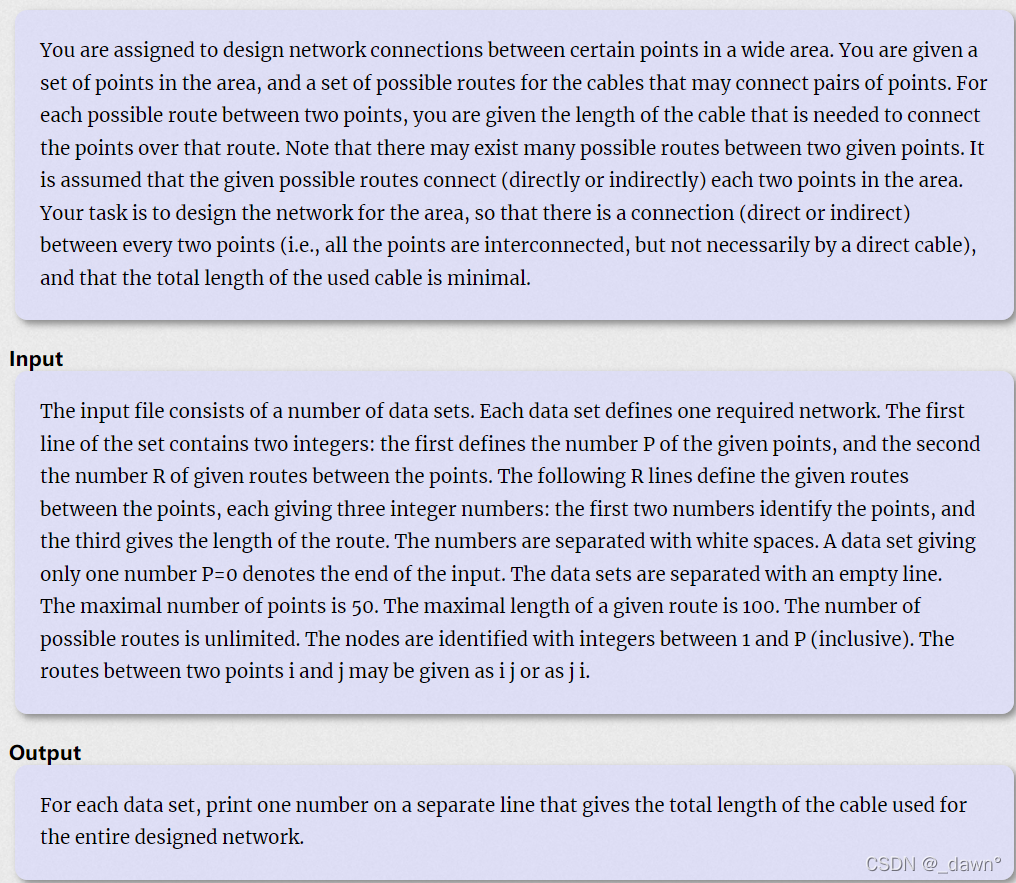 You are assigned to design network connections between certain points in a wide area. You are given a
set of points in the area, and a set of possible routes for the cables that may connect pairs of points. For
each possible route between two points, you are given the length of the cable that is needed to connect
the points over that route. Note that there may exist many possible routes between two given points. It
is assumed that the given possible routes connect (directly or indirectly) each two points in the area.
Your task is to design the network for the area, so that there is a connection (direct or indirect)
between every two points (i.e., all the points are interconnected, but not necessarily by a direct cable),
and that the total length of the used cable is minimal.
Input
The input file consists of a number of data sets. Each data set defines one required network. The first
line of the set contains two integers: the first defines the number P of the given points, and the second
the number R of given routes between the points. The following R lines define the given routes
between the points, each giving three integer numbers: the first two numbers identify the points, and
the third gives the length of the route. The numbers are separated with white spaces. A data set giving
only one number P=0 denotes the end of the input. The data sets are separated with an empty line.
The maximal number of points is 50. The maximal length of a given route is 100. The number of
possible routes is unlimited. The nodes are identified with integers between 1 and P (inclusive). The
routes between two points i and j may be given as i j or as j i.
Output
For each data set, print one number on a separate line that gives the total length of the cable used for
the entire designed network.
CSDN @_dawn°